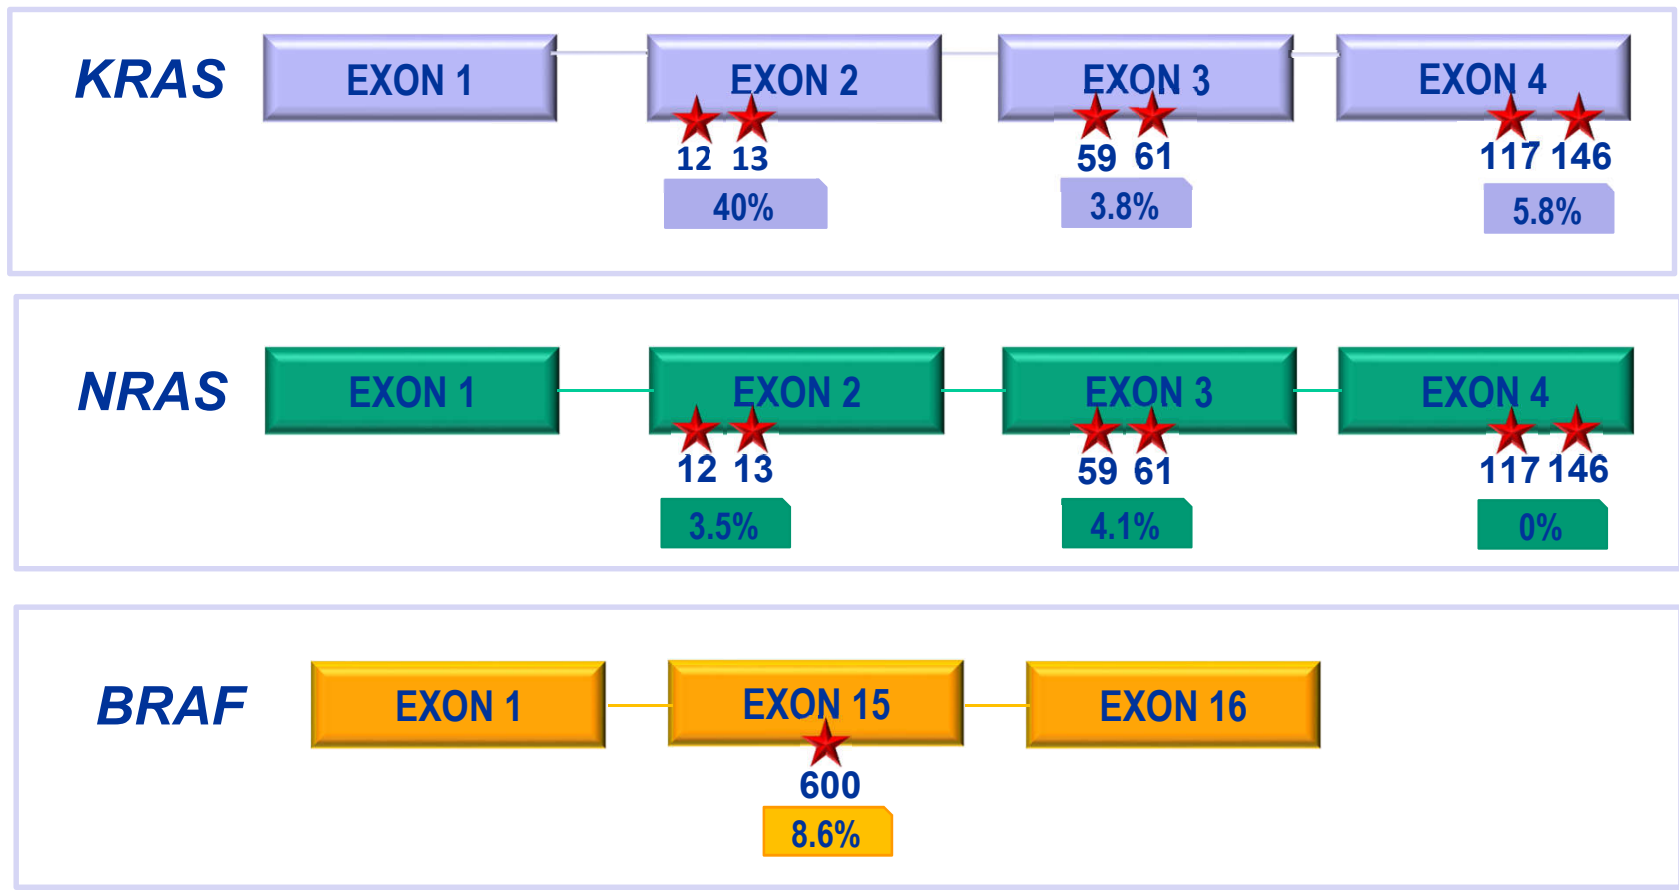 KRAS
EXON 1
EXON 2
EXON 3
EXON 4
12 13
59 61
117 146
40%
3.8%
5.8%
NRAS
EXON 1
EXON 2
EXON 3
EXON 4
12 13
59 61
117 146
3.5%
4.1%
0%
BRAF
EXON 1
EXON 15
EXON 16
600
8.6%